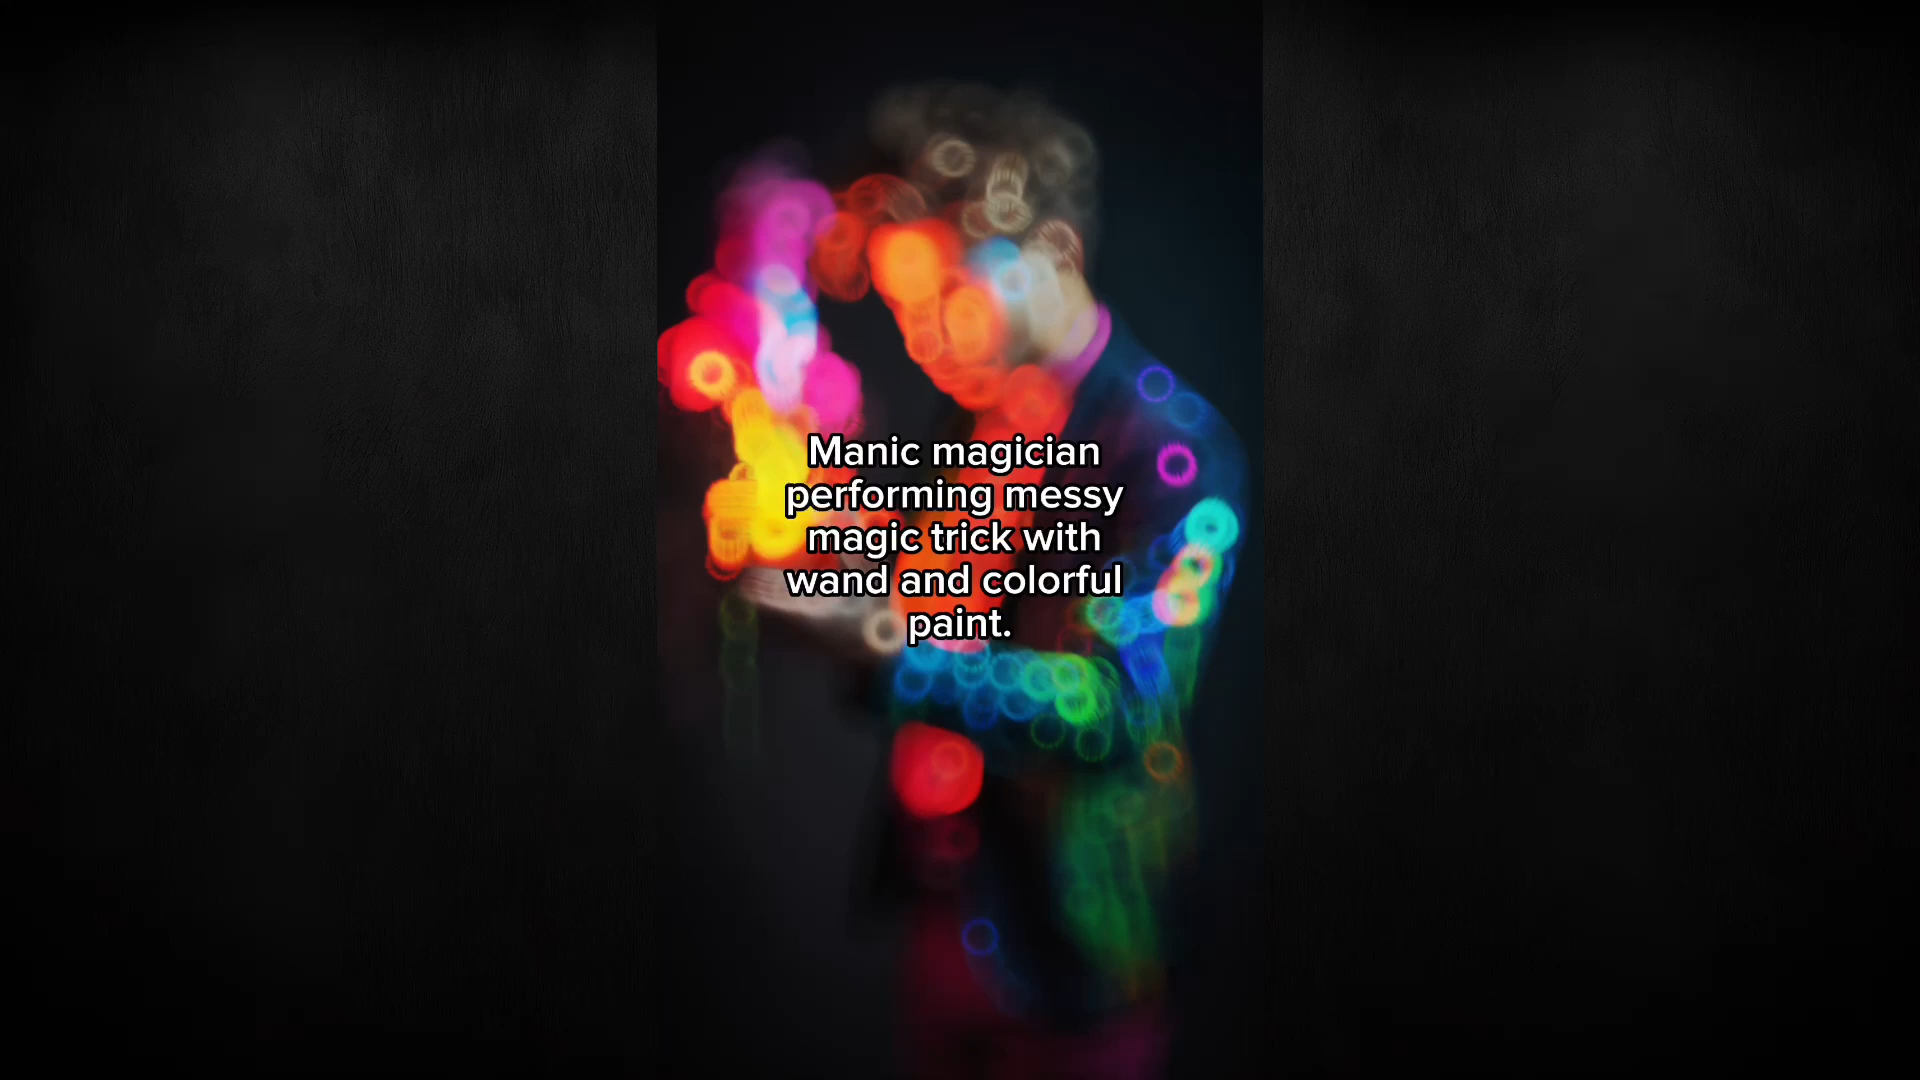 Manic magician
performing messy
magic trick with
wand and colorful
paint.